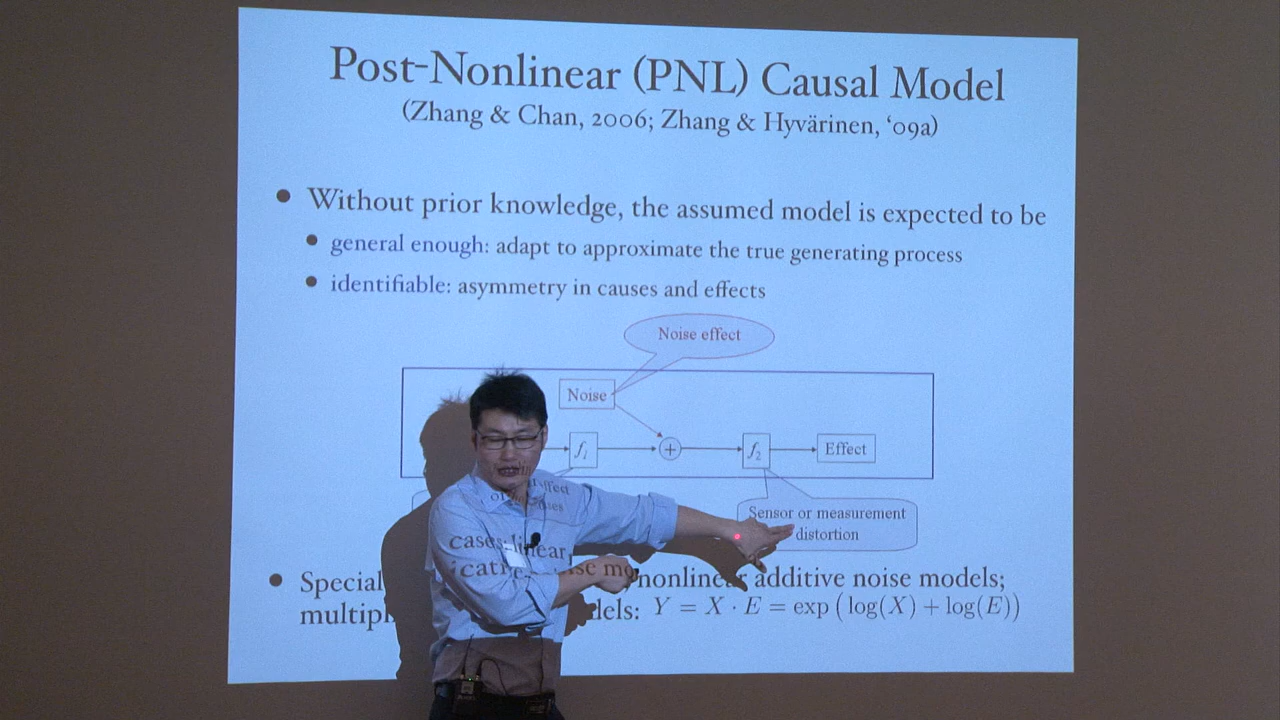 Post-Nonlinear (PNL) Causal Model
(Zhang & Chan, 2006; Zhang & Hyvärinen, ‘09a)
Without prior knowledge, the assumed model is expected to be
general enough: adapt to approximate the true generating process
identifiable: asymmetry in causes and effects
Noise effect
Noise
f₁ + f₂ Effect
Sensor or measurement
distortion
Special cases: linear nonlinear additive noise models;
Y = X · E = exp (log(X) + log(E))